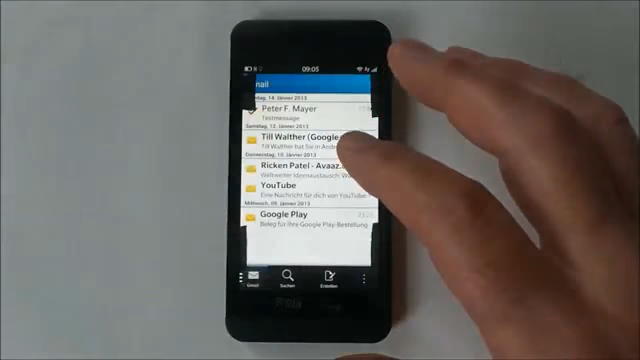 09:05
mail
tag, 14. Jänner 2013
Peter F. Mayer
Testmessage
Samstag, 12. Jänner 2013
Till Walther (Google
Till Walther hat Sie in
Donnerstag, 10. Jänner 2013
Ricken Patel - Avaaz.
Weltweiter Ideenaustausch:
YouTube
Eine Nachricht für dich von YouTube
Mittwoch, 09. Jänner 2013
Google Play
Beleg für Ihre Google Play-Bestellung
Gmail
Suchen
Erstellen